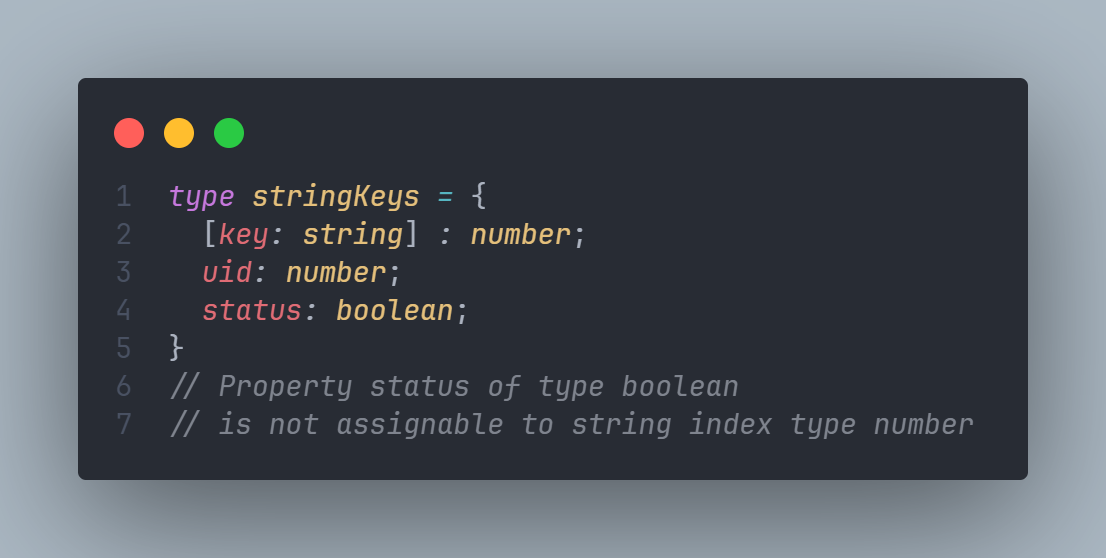 1 type stringKeys = {
2   [key: string] : number;
3   uid: number;
4   status: boolean;
5 }
6 // Property status of type boolean
7 // is not assignable to string index type number